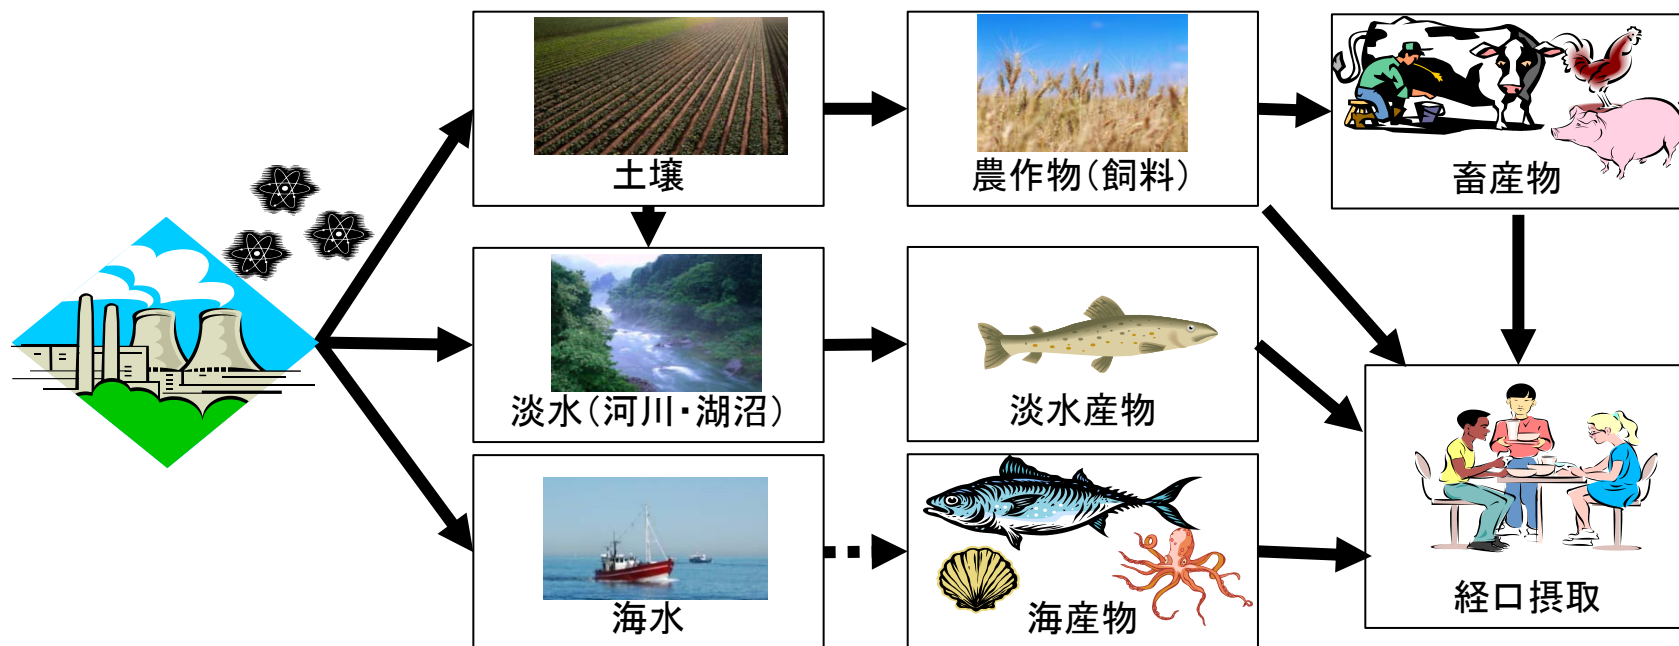 土壌
農作物(飼料)
畜産物
淡水(河川・湖沼)
淡水産物
海水
海産物
経口摂取